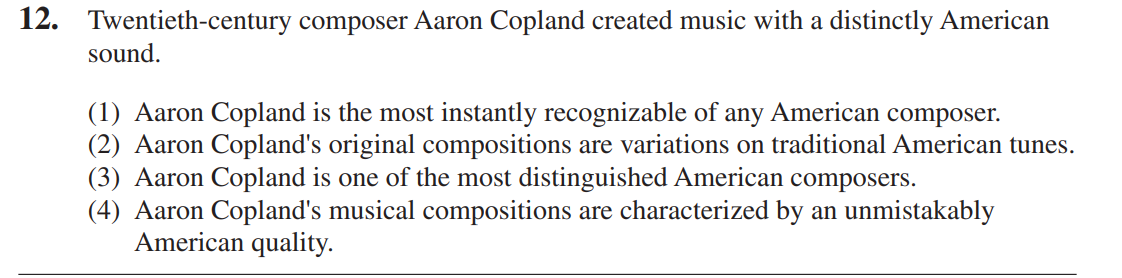 12. Twentieth-century composer Aaron Copland created music with a distinctly American
sound.
(1) Aaron Copland is the most instantly recognizable of any American composer.
(2) Aaron Copland's original compositions are variations on traditional American tunes.
(3) Aaron Copland is one of the most distinguished American composers.
(4) Aaron Copland's musical compositions are characterized by an unmistakably
American quality.